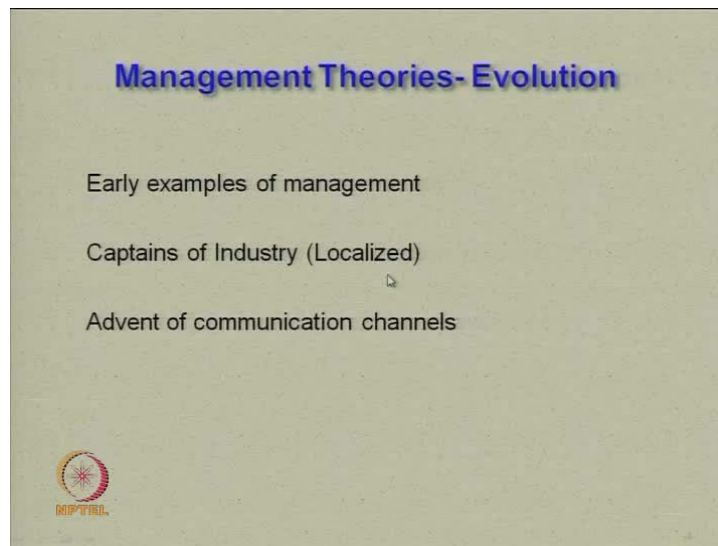 Management Theories- Evolution
Early examples of management
Captains of Industry (Localized)
Advent of communication channels
NPTEL